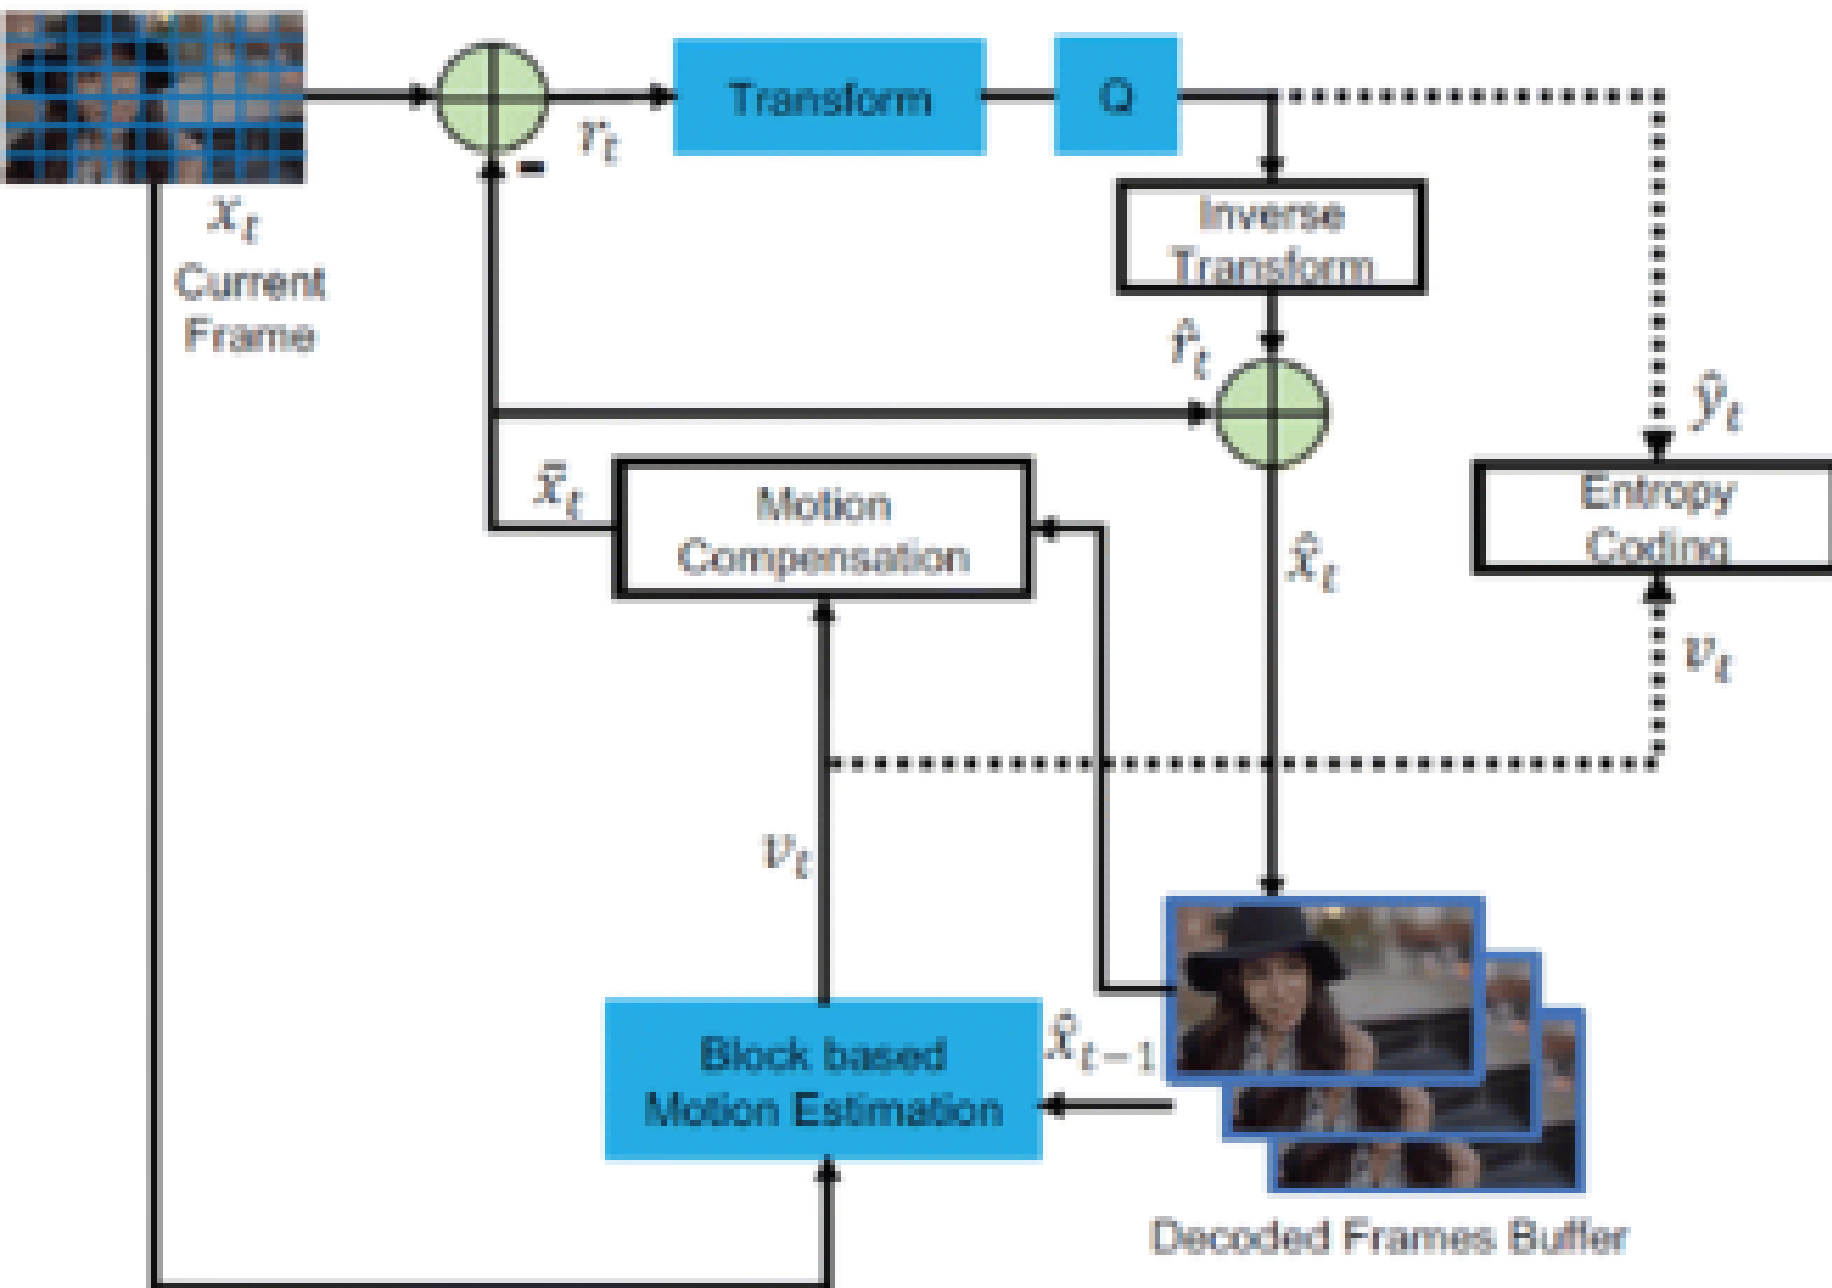 Transform
Q
r_t
x_t
Current
Frame
-
Inverse
Transform
r̂_t
ŷ_t
x̄_t
Motion
Compensation
x̂_t
Entropy
Coding
v_t
v_t
Block based
Motion Estimation
x̂_{t-1}
Decoded Frames Buffer